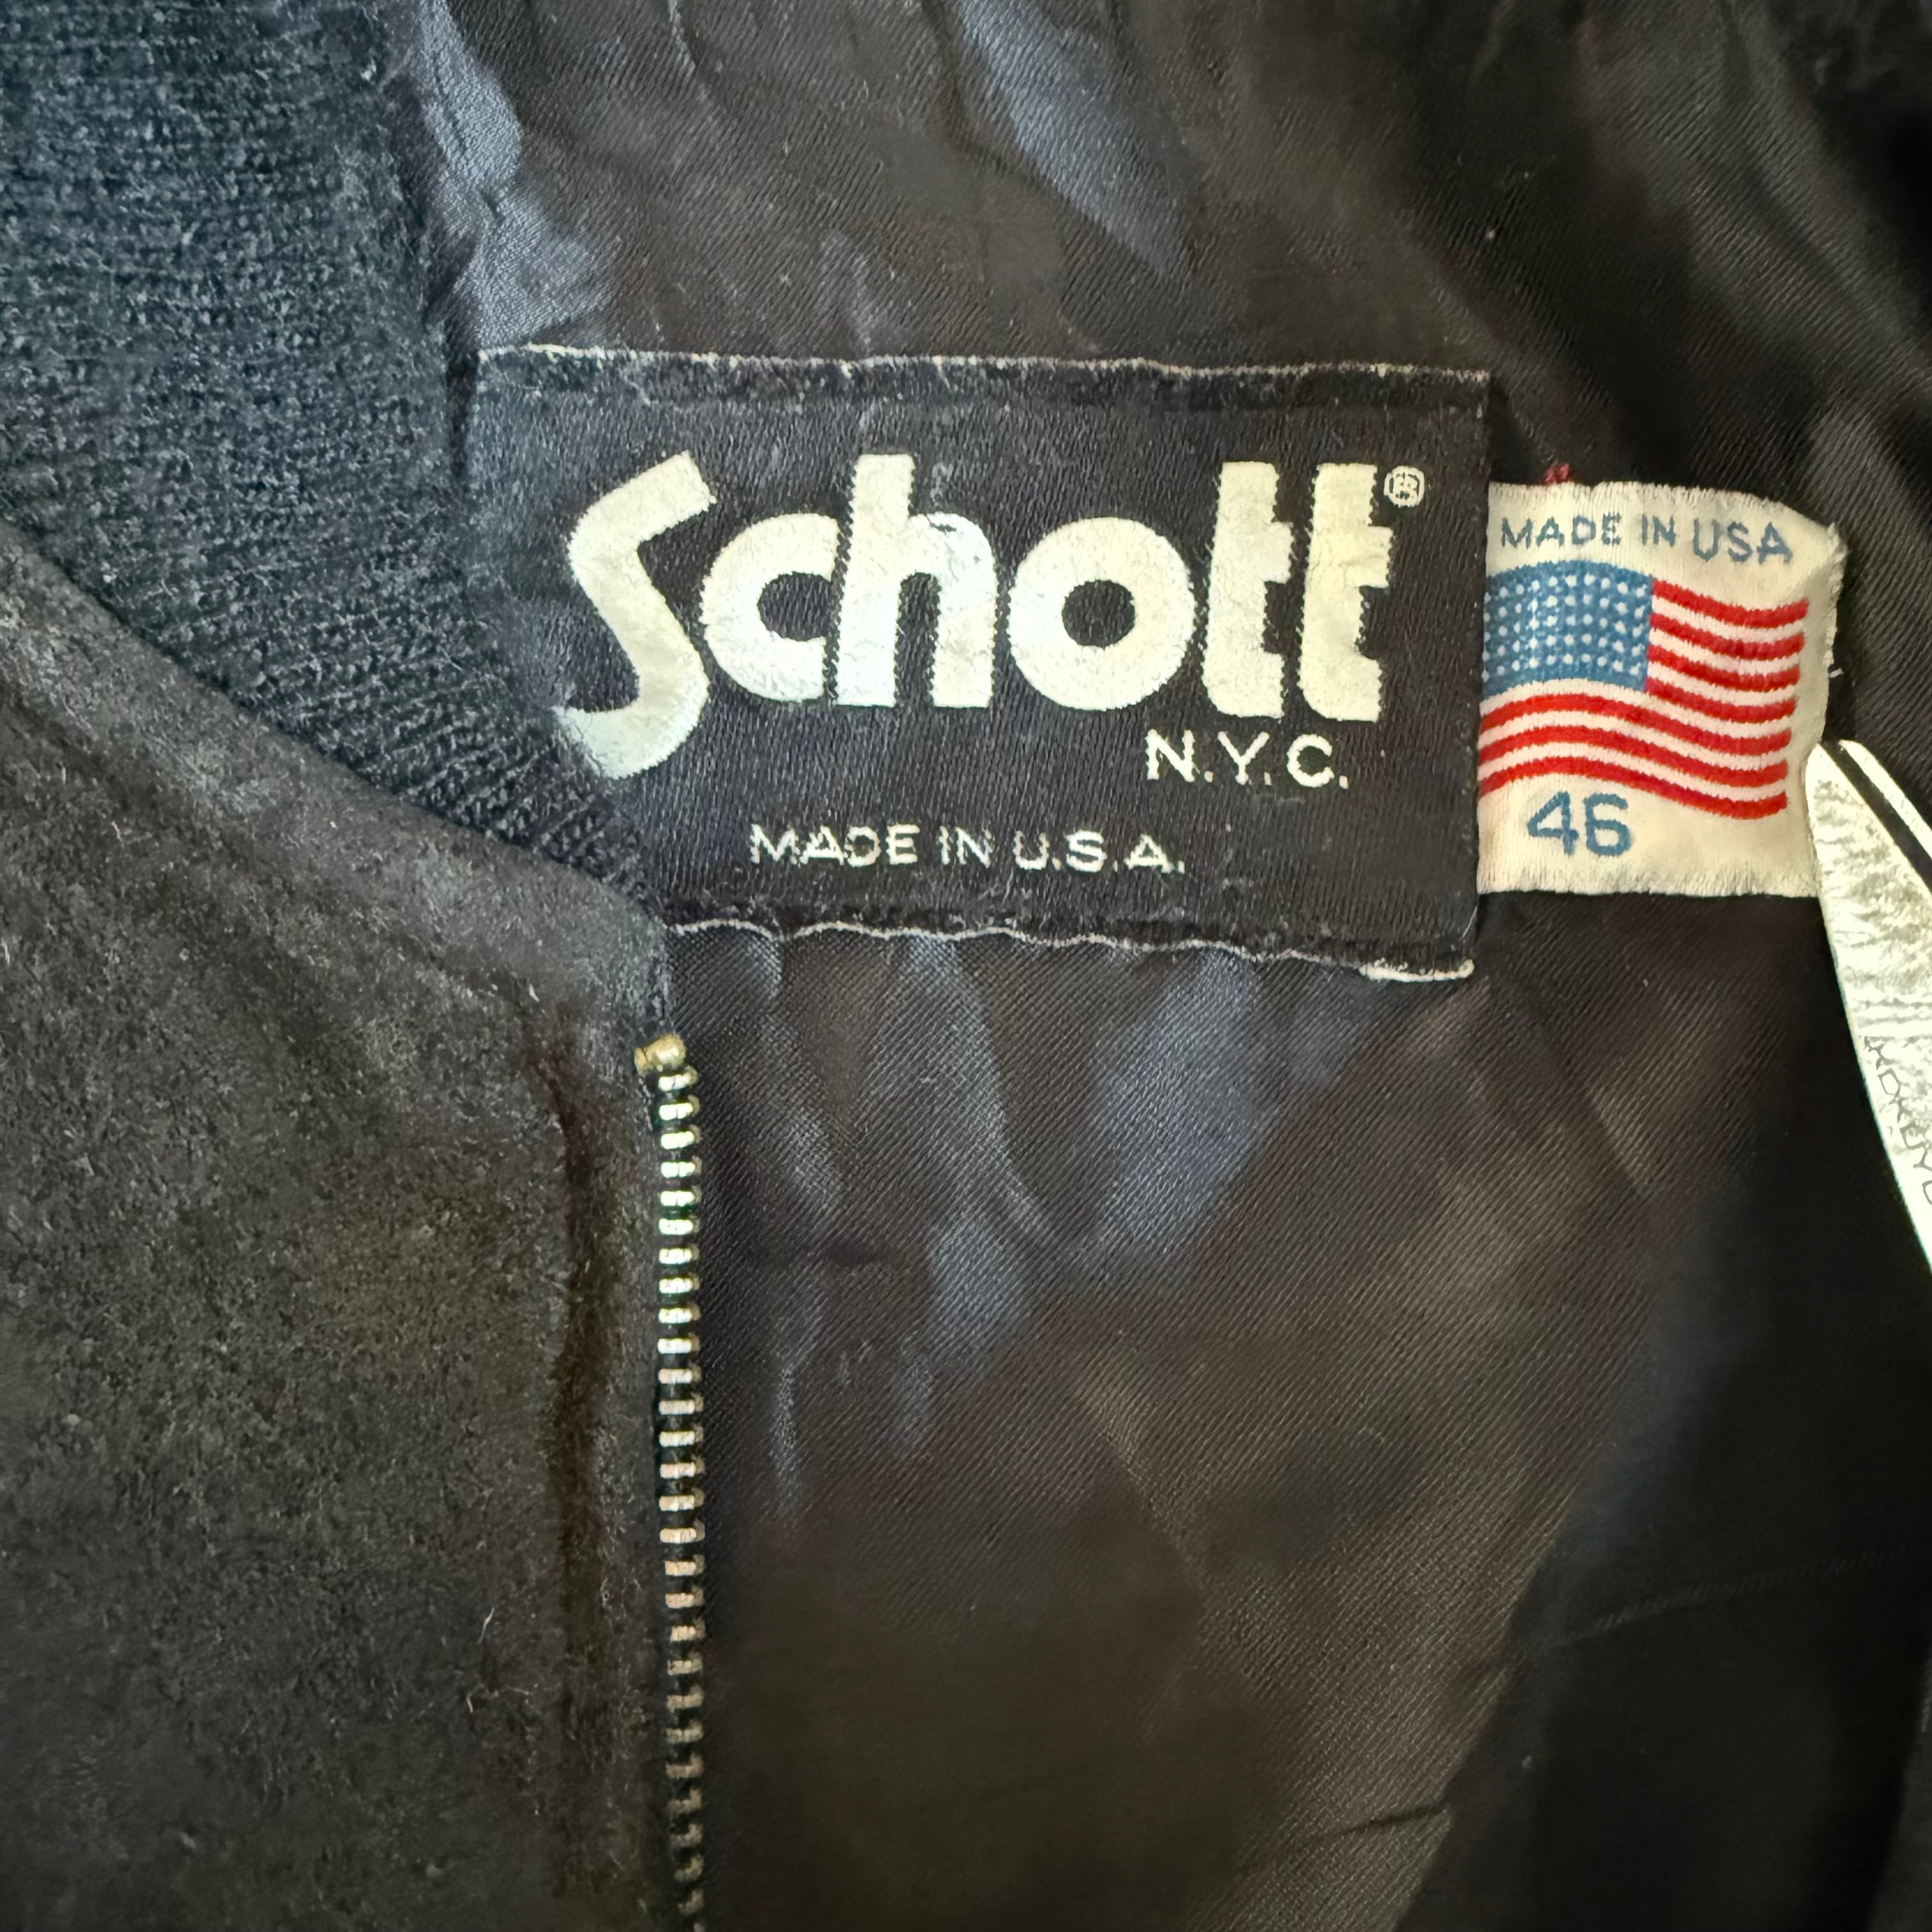 Schott®
N.Y.C.
MADE IN U.S.A.
MADE IN USA
46